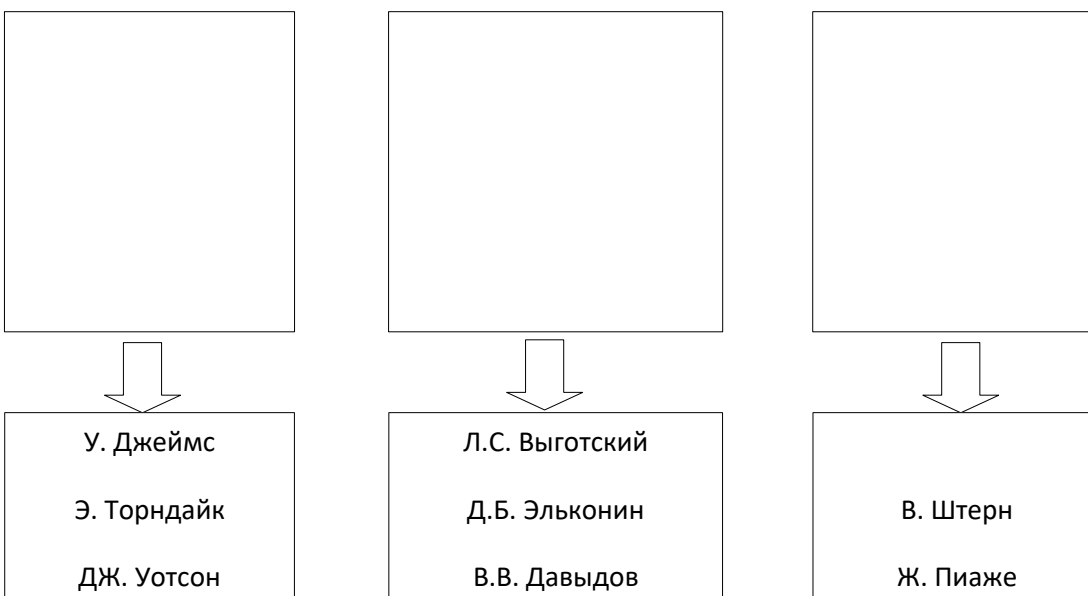 У. Джеймс
Э. Торндайк
ДЖ. Уотсон
Л.С. Выготский
Д.Б. Эльконин
В.В. Давыдов
В. Штерн
Ж. Пиаже